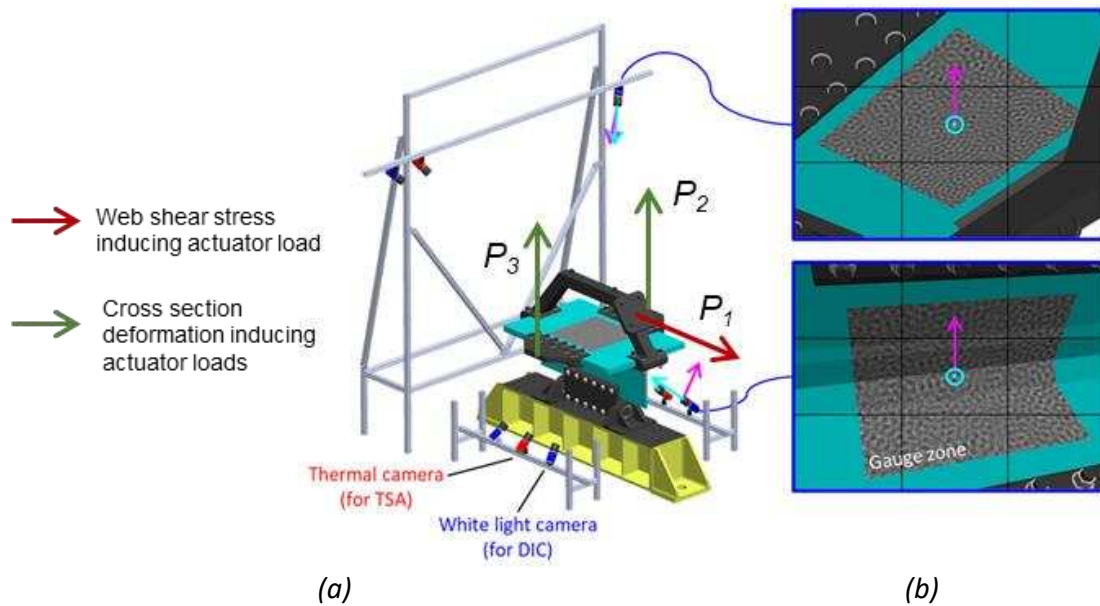 Web shear stress
inducing actuator load
Cross section
deformation inducing
actuator loads
P2
P3
P1
Thermal camera
(for TSA)
White light camera
(for DIC)
Gauge zone
(a)
(b)